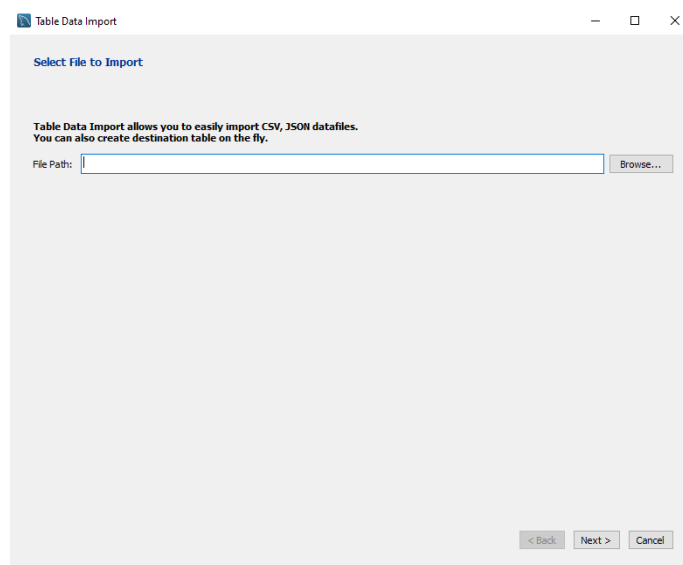 Table Data Import
Select File to Import
Table Data Import allows you to easily import CSV, JSON datafiles.
You can also create destination table on the fly.
File Path:
Browse...
< Back
Next >
Cancel